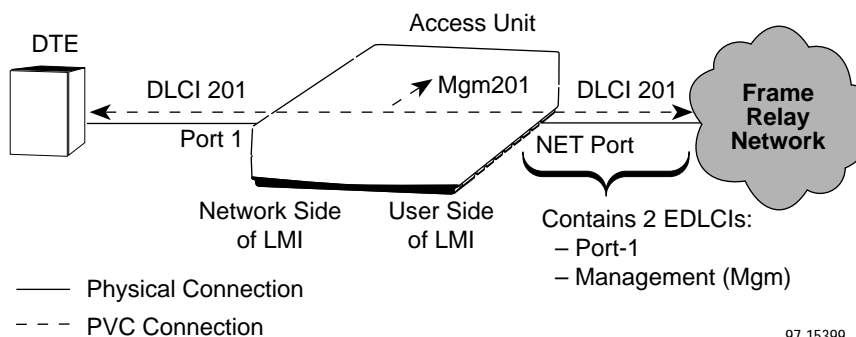 Access Unit
DTE
DLCI 201
Mgm201
DLCI 201
Frame
Relay
Network
Port 1
NET Port
Network Side
of LMI
User Side
of LMI
Contains 2 EDLCIs:
– Port-1
– Management (Mgm)
Physical Connection
PVC Connection
97-15399